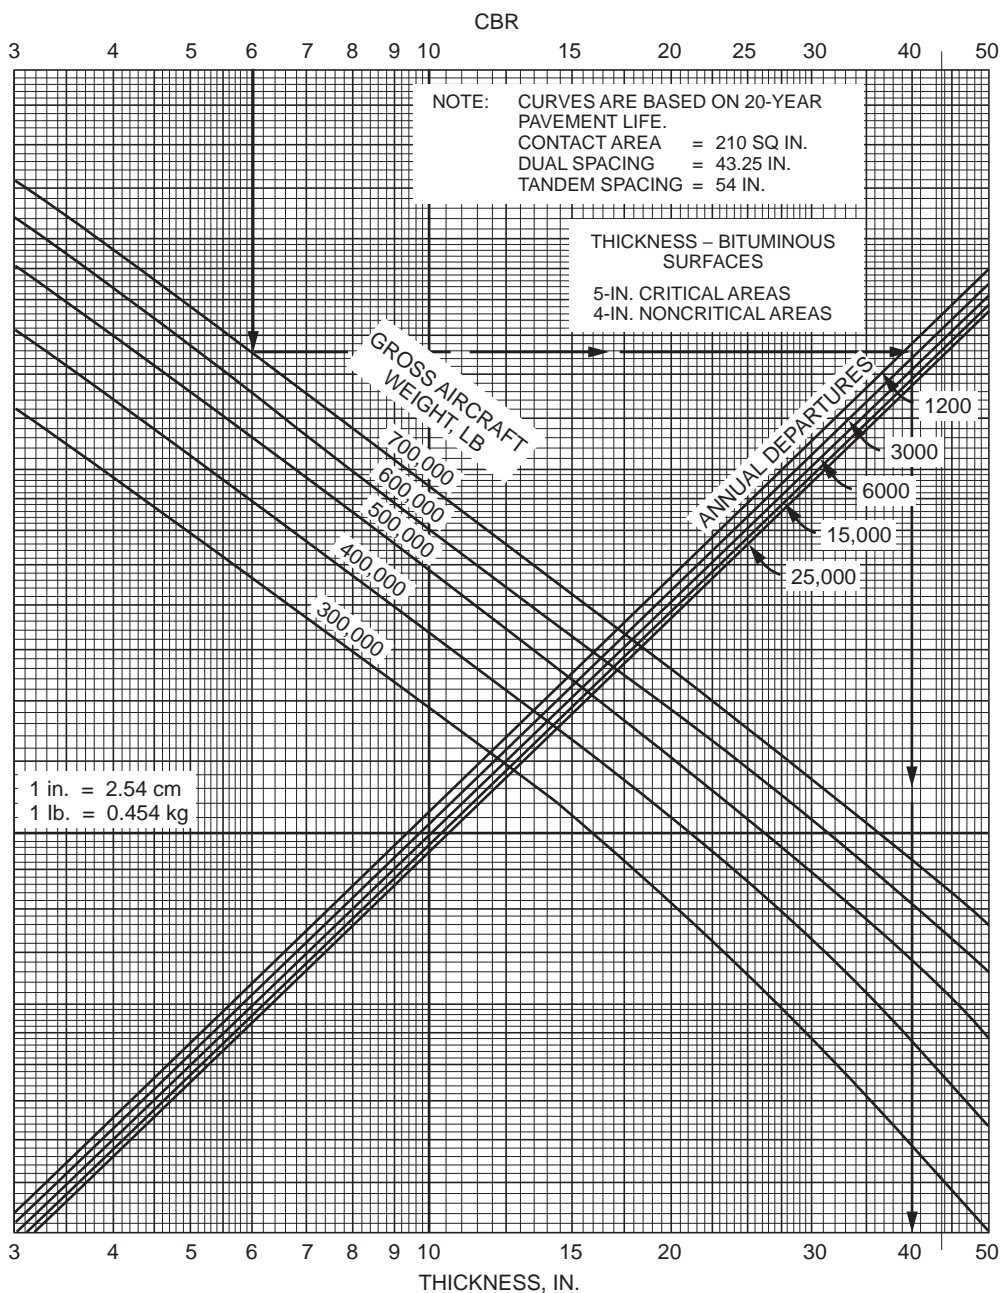 CBR
3 4 5 6 7 8 9 10 15 20 25 30 40 50
NOTE: CURVES ARE BASED ON 20-YEAR
PAVEMENT LIFE.
CONTACT AREA = 210 SQ IN.
DUAL SPACING = 43.25 IN.
TANDEM SPACING = 54 IN.
THICKNESS – BITUMINOUS
SURFACES
5-IN. CRITICAL AREAS
4-IN. NONCRITICAL AREAS
GROSS AIRCRAFT
WEIGHT, LB
700,000
600,000
500,000
400,000
300,000
ANNUAL DEPARTURES
1200
3000
6000
15,000
25,000
1 in. = 2.54 cm
1 lb. = 0.454 kg
3 4 5 6 7 8 9 10 15 20 30 40 50
THICKNESS, IN.